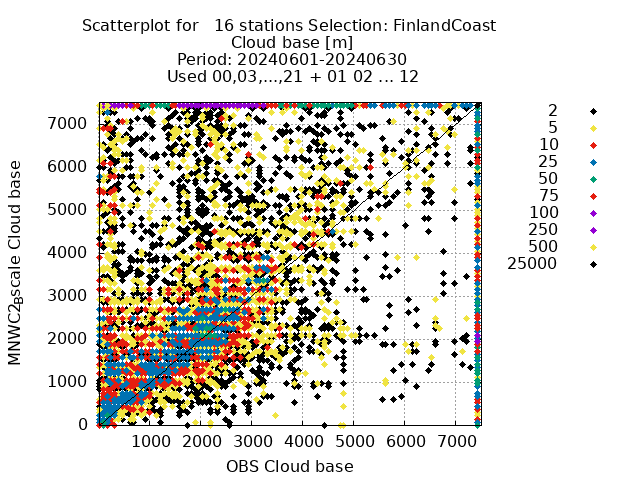 Scatterplot for   16 stations Selection: FinlandCoast
Cloud base [m]
Period: 20240601-20240630
Used 00,03,...,21 + 01 02 ... 12
2
5
10
25
50
75
100
250
500
25000
MNWC2_Bscale Cloud base
7000
6000
5000
4000
3000
2000
1000
0
1000 2000 3000 4000 5000 6000 7000
OBS Cloud base